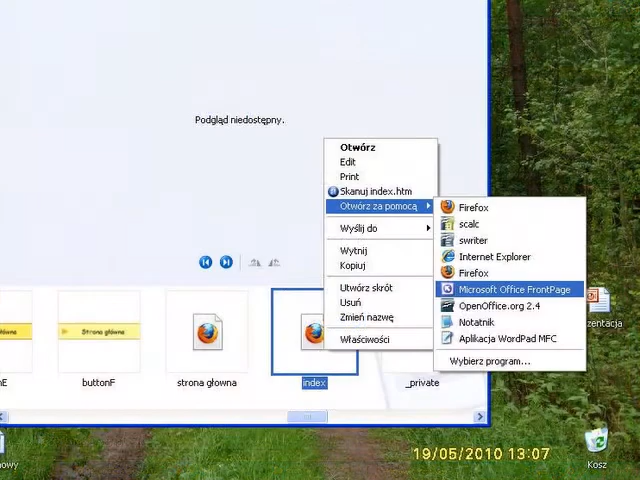 Podgląd niedostępny.
Otwórz
Edit
Print
Skanuj index.htm
Otwórz za pomocą
Wyślij do
Wytnij
Kopiuj
Utwórz skrót
Usuń
Zmień nazwę
Właściwości
Firefox
scalc
swriter
Internet Explorer
Firefox
Microsoft Office FrontPage
OpenOffice.org 2.4
Notatnik
Aplikacja WordPad MFC
Wybierz program...
główna
Strona główna
buttonF
strona głowna
index
_private
zentacja
19/05/2010 13:07
Kosz